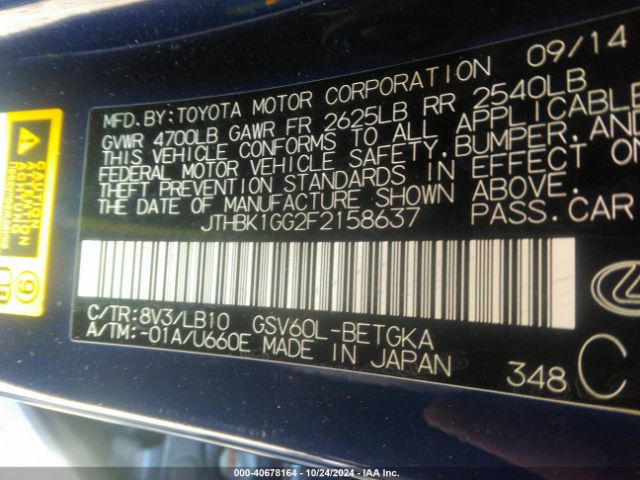 MFD. BY: TOYOTA MOTOR CORPORATION 09/14
GVWR 4700LB GAWR FR 2625LB RR 2540LB
THIS VEHICLE CONFORMS TO ALL APPLICABLE
FEDERAL MOTOR VEHICLE SAFETY, BUMPER, AND
THEFT PREVENTION STANDARDS IN EFFECT ON
THE DATE OF MANUFACTURE SHOWN ABOVE.
JTHBK1GG2F2158637 PASS. CAR
C/TR:8V3/LB10 GSV60L-BETGKA
A/TM:-01A/U660E MADE IN JAPAN
348 C
CAUTION
9
000-40678164 | 10/24/2024 | IAA Inc.